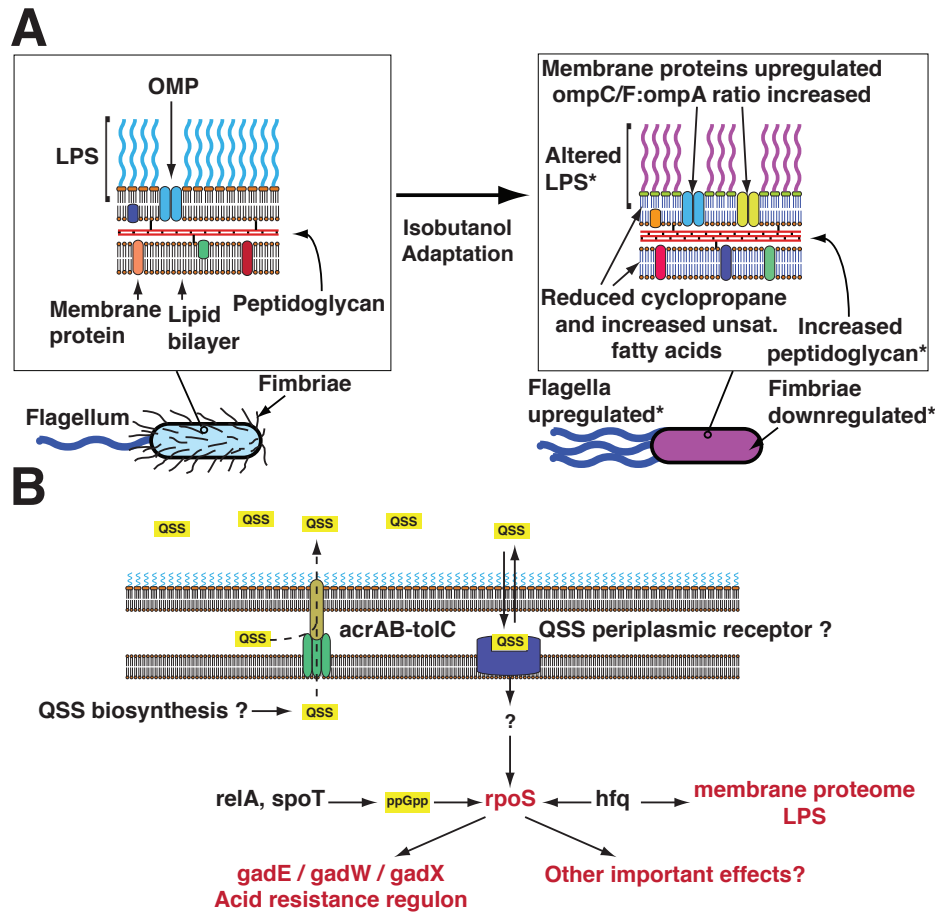 A
OMP
LPS
Membrane
protein
Lipid
bilayer
Peptidoglycan
Fimbriae
Flagellum
Isobutanol
Adaptation
Membrane proteins upregulated
ompC/F:ompA ratio increased
Altered
LPS*
Reduced cyclopropane
and increased unsat.
fatty acids
Increased
peptidoglycan*
Flagella
upregulated*
Fimbriae
downregulated*
B
QSS
QSS
QSS
QSS
QSS
QSS
acrAB-tolC
QSS
QSS periplasmic receptor ?
QSS biosynthesis ?
QSS
?
relA, spoT
ppGpp
rpoS
hfq
membrane proteome
LPS
gadE / gadW / gadX
Acid resistance regulon
Other important effects?